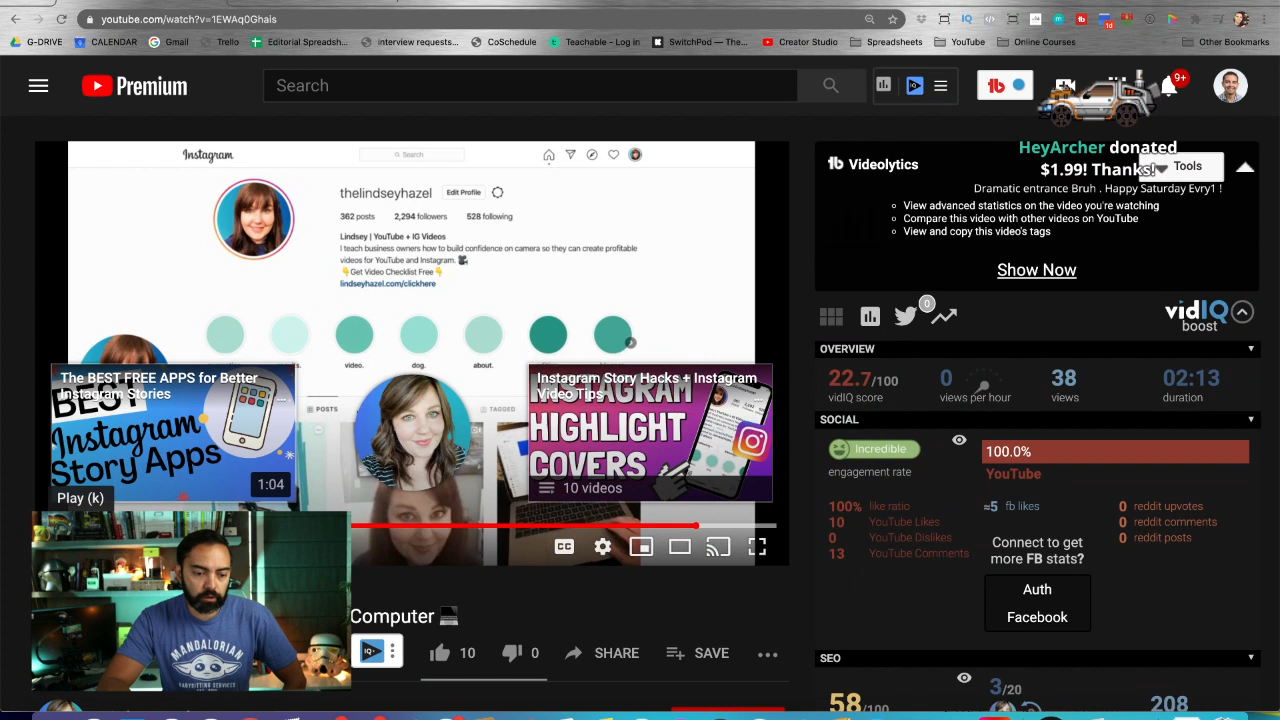 youtube.com/watch?v=1EWAq0Ghais
G-DRIVE CALENDAR Gmail Trello Editorial Spreadsh... interview requests... CoSchedule Teachable - Log in SwitchPod — The... Creator Studio Spreadsheets YouTube Online Courses Other Bookmarks
Premium
Search
9+
Instagram
Search
thelindseyhazel Edit Profile
362 posts 2,294 followers 528 following
Lindsey | YouTube + IG Videos
I teach business owners how to build confidence on camera so they can create profitable
videos for YouTube and Instagram.
Get Video Checklist Free
lindseyhazel.com/clickhere
video. dog. about.
POSTS TAGGED
The BEST FREE APPS for Better
Instagram Stories
BEST
Instagram
Story Apps
1:04
Play (k)
Instagram Story Hacks + Instagram
Video Tips
INSTAGRAM
HIGHLIGHT
COVERS
10 videos
CC
MANDALORIAN
BABYSITTING SERVICES
Computer
IQ
10 0 SHARE SAVE
HeyArcher donated
$1.99! Thanks!
Dramatic entrance Bruh . Happy Saturday Evry1 !
tb Videolytics
Tools
View advanced statistics on the video you're watching
Compare this video with other videos on YouTube
View and copy this video's tags
Show Now
0
vidIQ
boost
OVERVIEW
22.7/100 0 38 02:13
vidIQ score views per hour views duration
SOCIAL
Incredible
engagement rate
100.0%
YouTube
100% like ratio
10 YouTube Likes
0 YouTube Dislikes
13 YouTube Comments
≈5 fb likes
0 reddit upvotes
0 reddit comments
0 reddit posts
Connect to get
more FB stats?
Auth
Facebook
SEO
58/100 3/20 208